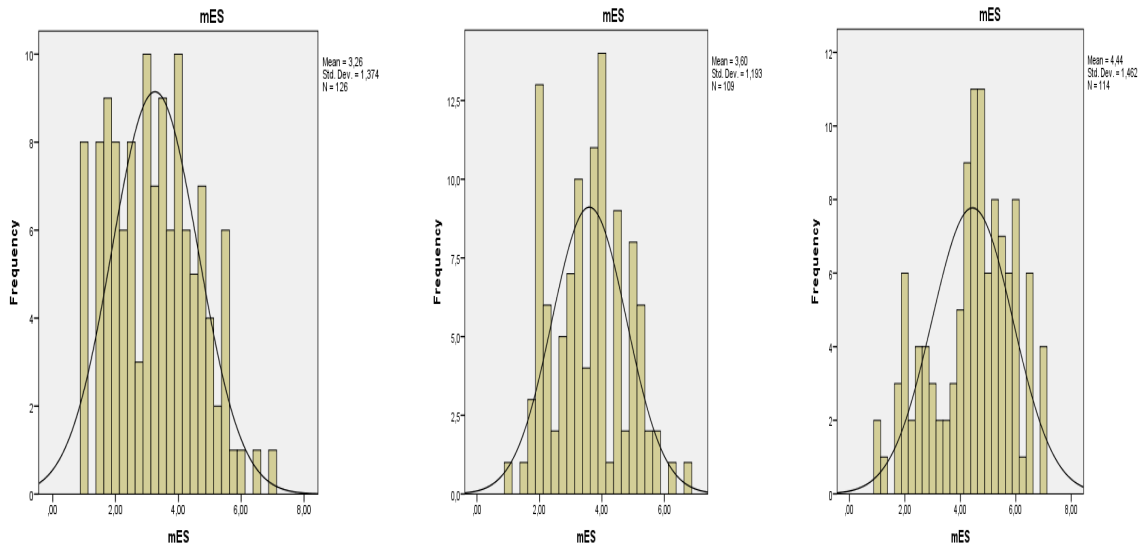 mES
Mean = 3,26
Std. Dev. = 1,374
N = 126
10
8
6
4
2
0
Frequency
,00
2,00
4,00
6,00
8,00
mES
mES
Mean = 3,60
Std. Dev. = 1,193
N = 109
12,5
10,0
7,5
5,0
2,5
0,0
Frequency
,00
2,00
4,00
6,00
mES
mES
Mean = 4,44
Std. Dev. = 1,462
N = 114
12
10
8
6
4
2
0
Frequency
,00
2,00
4,00
6,00
8,00
mES